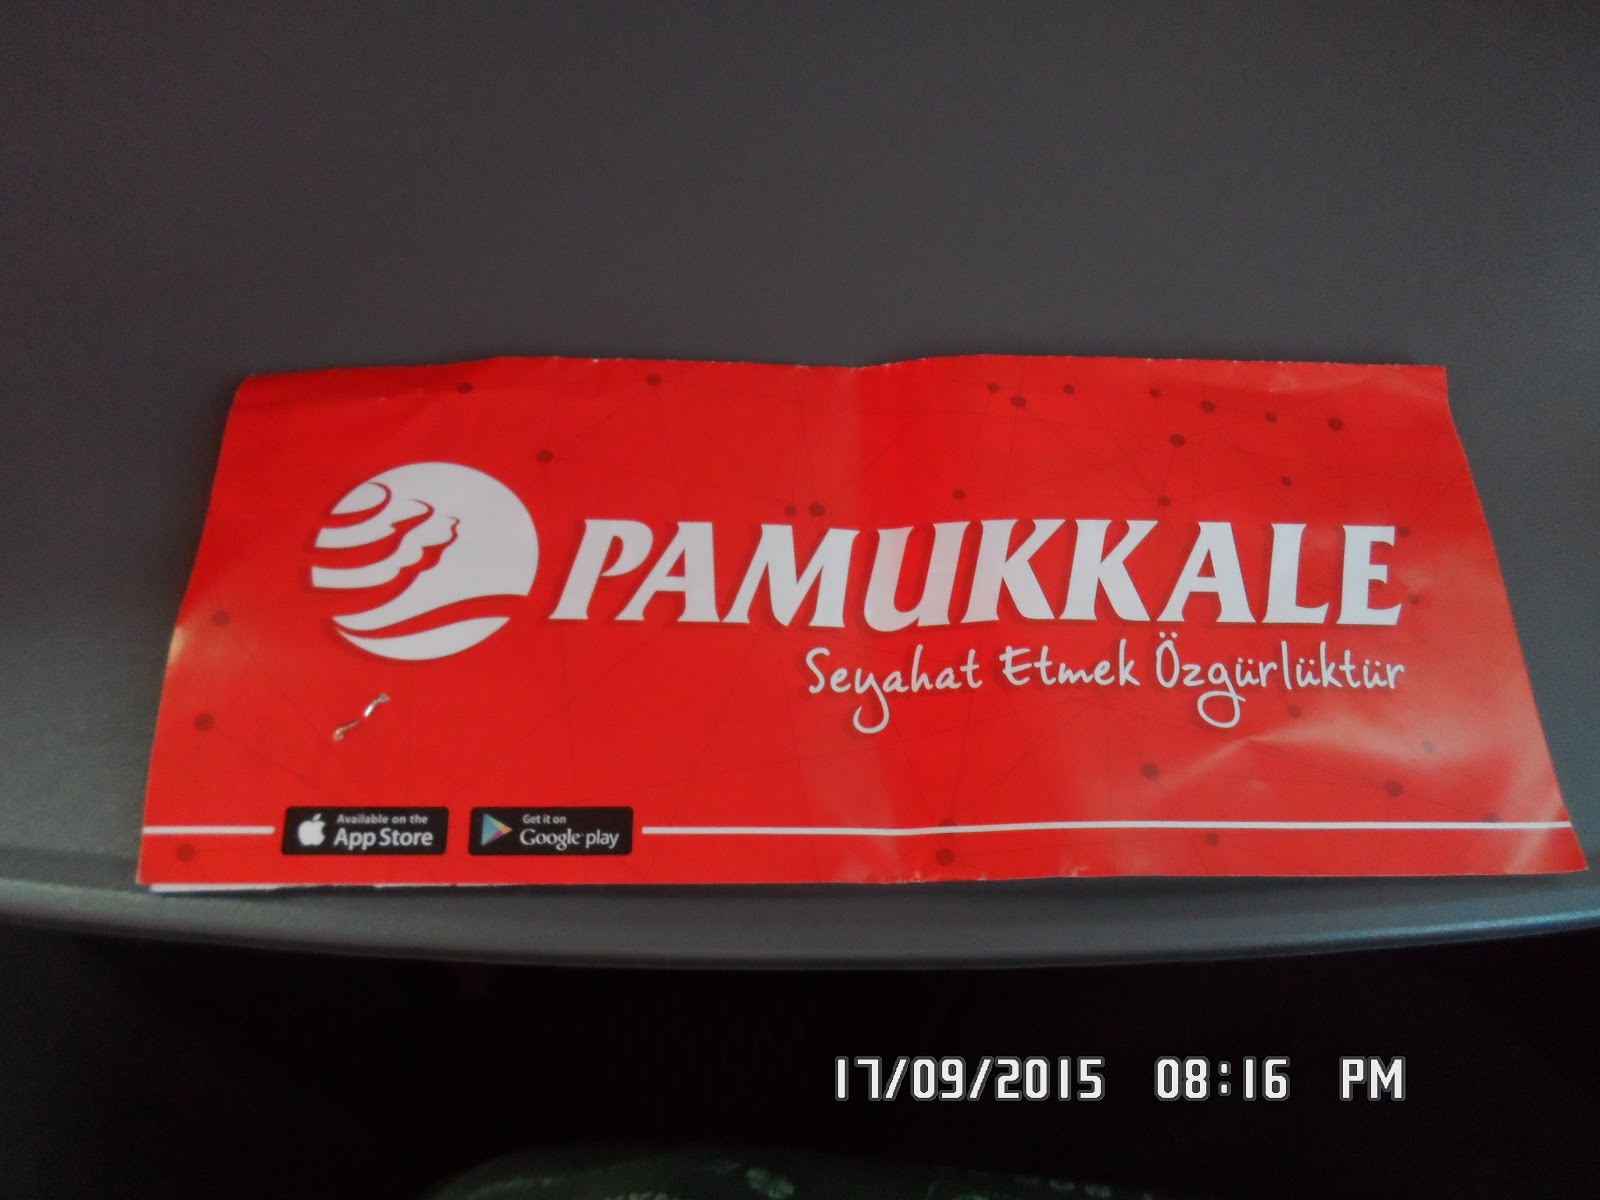 PAMUKKALE
Seyahat Etmek Özgürlüktür
Available on the
App Store
Get it on
Google play
17/09/2015 08:16 PM